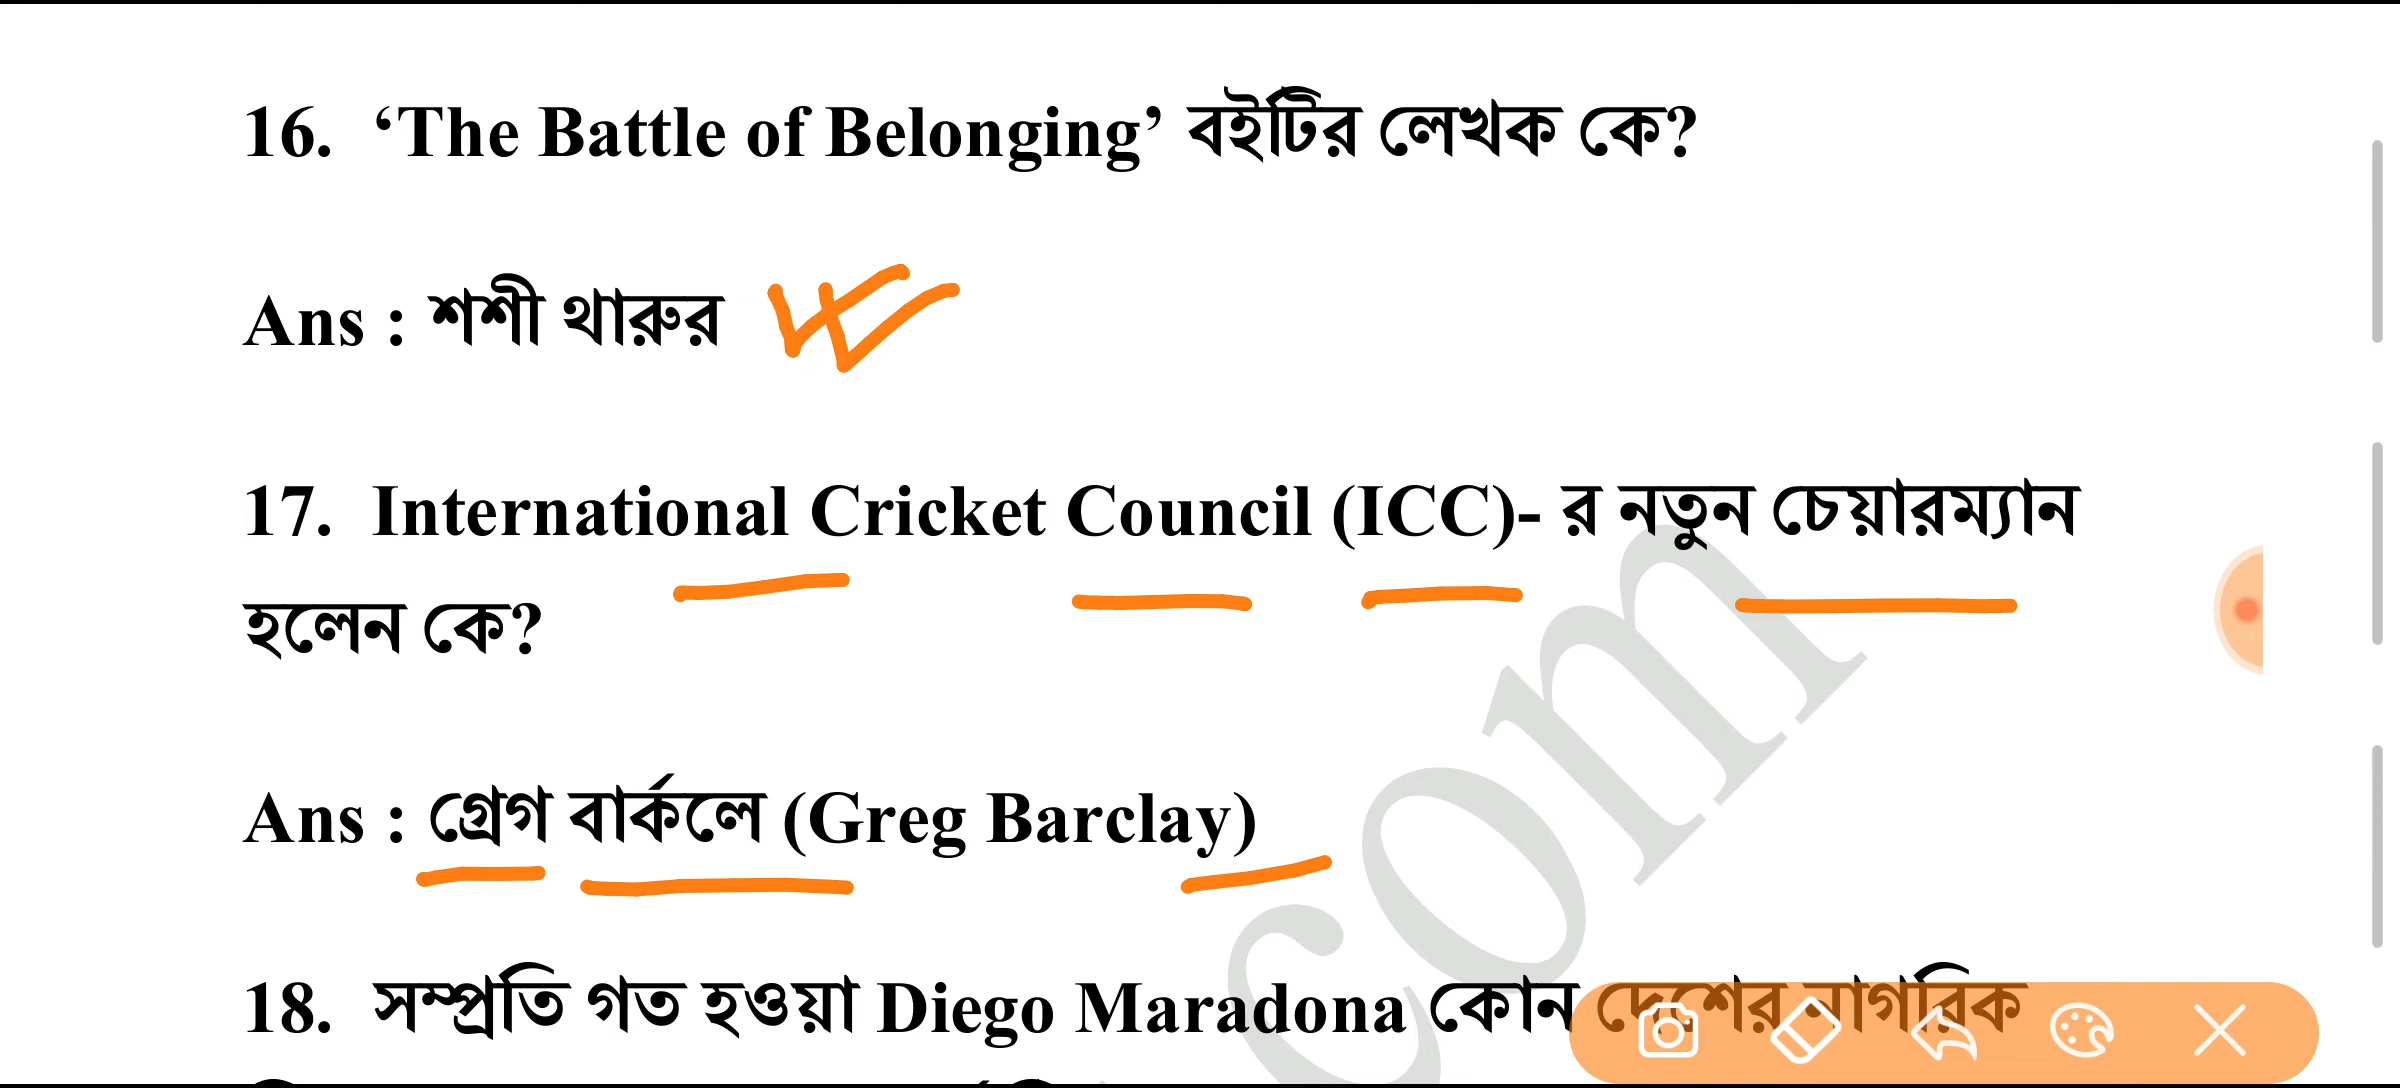 16. ‘The Battle of Belonging’ বইটির লেখক কে?
Ans : শশী থারুর
17. International Cricket Council (ICC)- র নতুন চেয়ারম্যান
হলেন কে?
Ans : গ্রেগ বার্কলে (Greg Barclay)
18. সম্প্রতি গত হওয়া Diego Maradona কোন দেশের নাগরিক
com